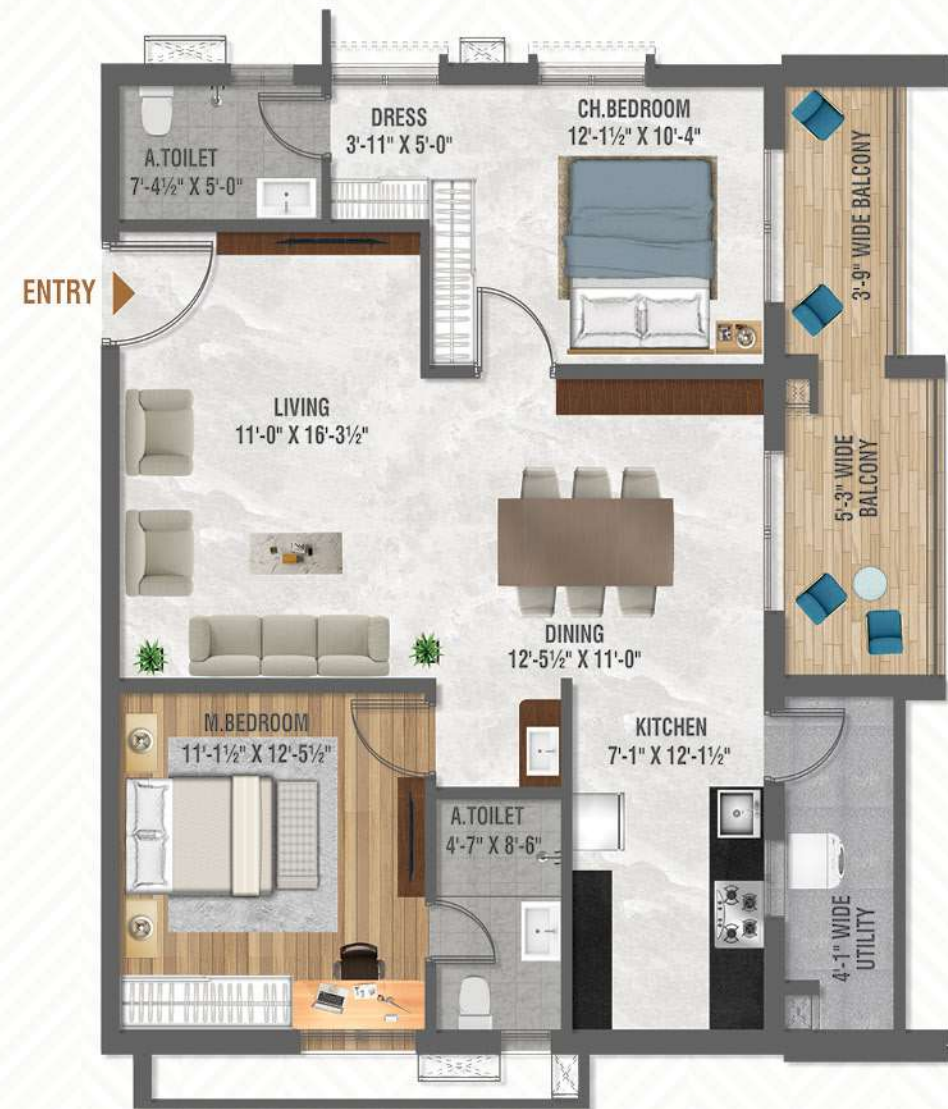 DRESS
3'-11" X 5'-0"
CH.BEDROOM
12'-1½" X 10'-4"
A.TOILET
7'-4½" X 5'-0"
3'-9" WIDE BALCONY
ENTRY
LIVING
11'-0" X 16'-3½"
5'-3" WIDE
BALCONY
DINING
12'-5½" X 11'-0"
M.BEDROOM
11'-1½" X 12'-5½"
KITCHEN
7'-1" X 12'-1½"
A.TOILET
4'-7" X 8'-6"
4'-1" WIDE
UTILITY